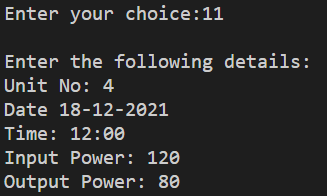 Enter your choice:11
Enter the following details:
Unit No: 4
Date 18-12-2021
Time: 12:00
Input Power: 120
Output Power: 80